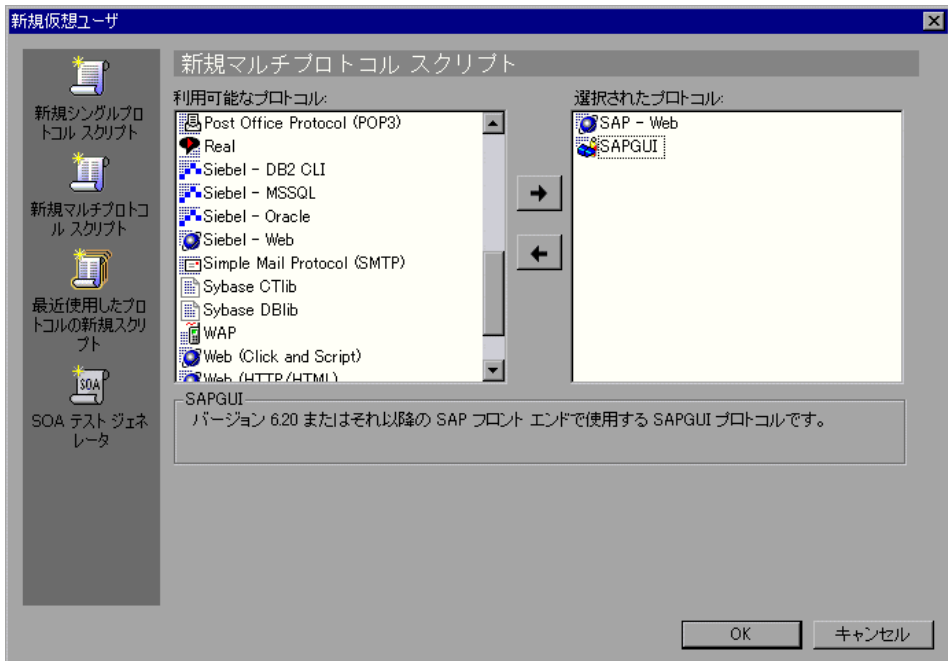 新規仮想ユーザ
新規シングルプロ
トコル スクリプト
新規マルチプロトコ
ル スクリプト
最近使用したプロ
トコルの新規スクリ
プト
SOA
SOA テスト ジェネ
レータ
新規マルチプロトコル スクリプト
利用可能なプロトコル:
Post Office Protocol (POP3)
Real
Siebel - DB2 CLI
Siebel - MSSQL
Siebel - Oracle
Siebel - Web
Simple Mail Protocol (SMTP)
Sybase CTlib
Sybase DBlib
WAP
Web (Click and Script)
Web (HTTP/HTML)
選択されたプロトコル:
SAP - Web
SAPGUI
SAPGUI
バージョン 6.20 またはそれ以降の SAP フロント エンドで使用する SAPGUI プロトコルです。
OK
キャンセル